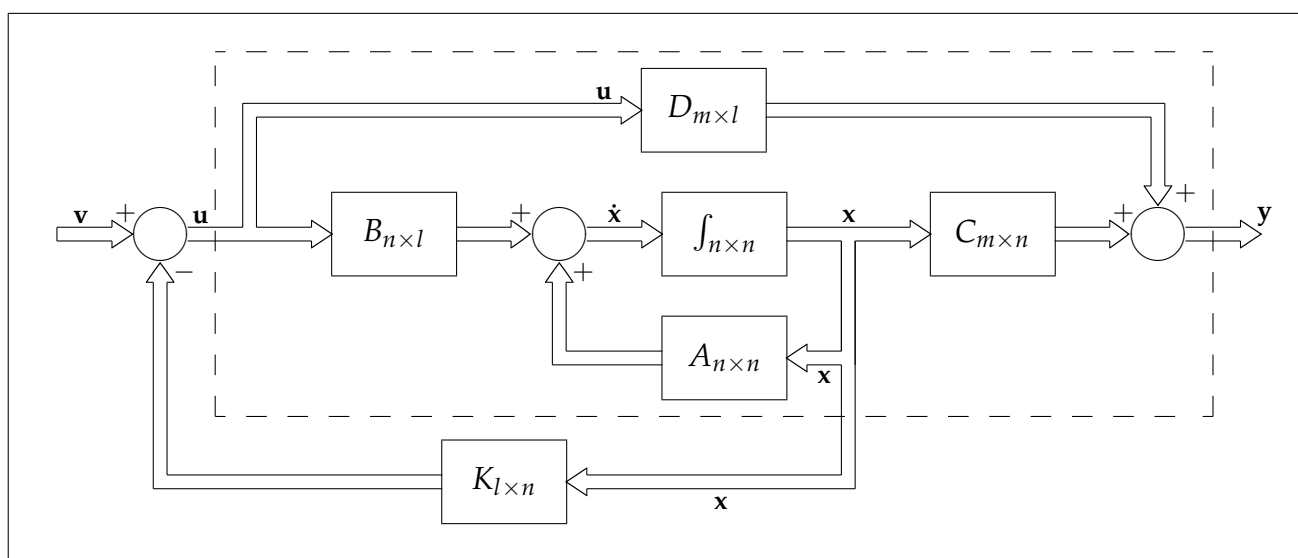 u
D_{m×l}
v
+
u
B_{n×l}
+
ẋ
∫_{n×n}
x
C_{m×n}
+
+
y
−
+
A_{n×n}
x
K_{l×n}
x